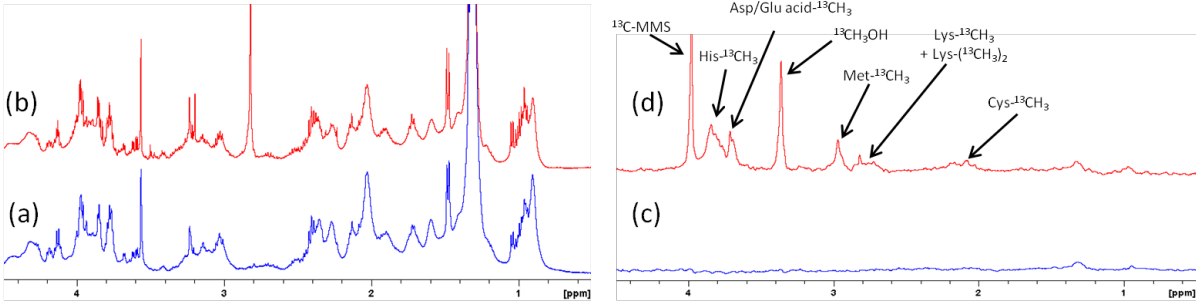 (b)
(a)
4 3 2 1 [ppm]
¹³C-MMS
His-¹³CH₃
Asp/Glu acid-¹³CH₃
¹³CH₃OH
Met-¹³CH₃
Lys-¹³CH₃
+ Lys-(¹³CH₃)₂
Cys-¹³CH₃
(d)
(c)
4 3 2 1 [ppm]